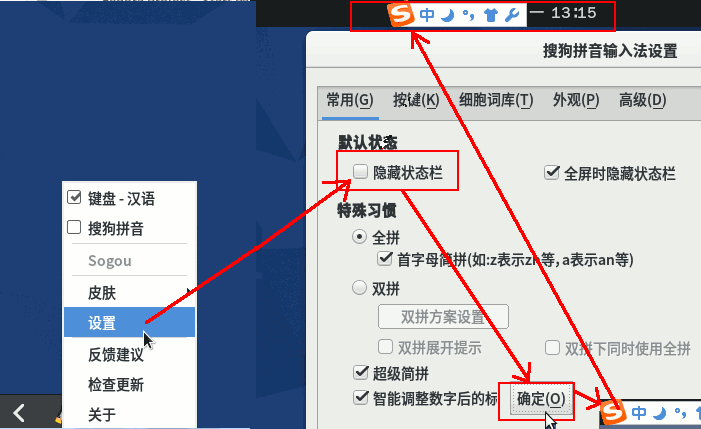 中
一 13:15
搜狗拼音输入法设置
常用(G) 按键(K) 细胞词库(T) 外观(P) 高级(D)
默认状态
隐藏状态栏 全屏时隐藏状态栏
特殊习惯
全拼
首字母简拼(如:z表示zh等,a表示an等)
双拼
双拼方案设置
双拼展开提示 双拼下同时使用全拼
超级简拼
智能调整数字后的标
确定(O)
中
键盘 - 汉语
搜狗拼音
Sogou
皮肤
设置
反馈建议
检查更新
关于